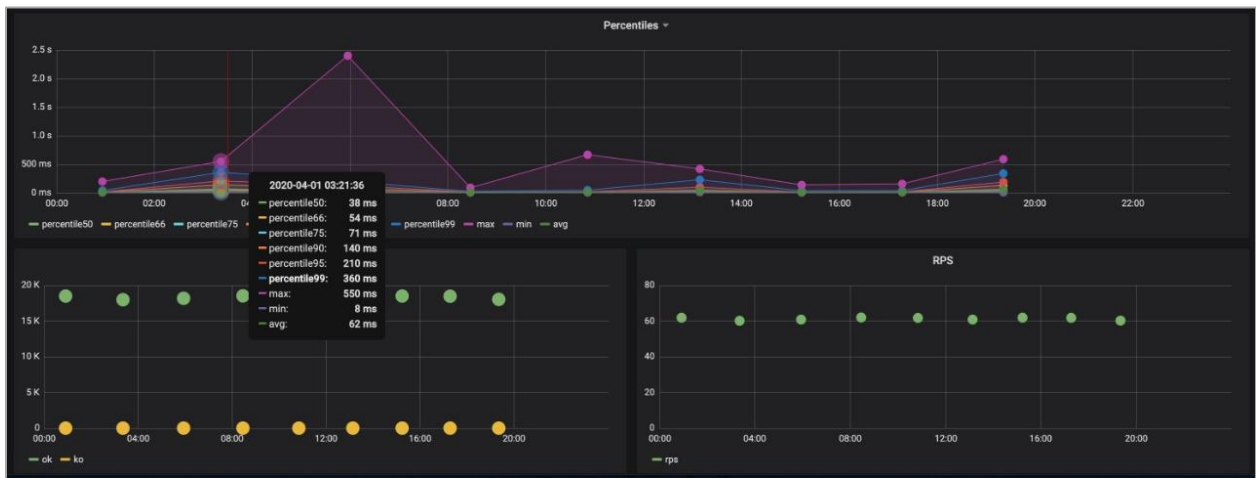 Percentiles
2.5 s
2.0 s
1.5 s
1.0 s
500 ms
0 ms
00:00 02:00 04 08:00 10:00 12:00 14:00 16:00 18:00 20:00 22:00
percentile50 percentile66 percentile75 percentile99 max min avg
2020-04-01 03:21:36
percentile50: 38 ms
percentile66: 54 ms
percentile75: 71 ms
percentile90: 140 ms
percentile95: 210 ms
percentile99: 360 ms
max: 550 ms
min: 8 ms
avg: 62 ms
20 K
15 K
10 K
5 K
0
00:00 04:00 08:00 12:00 16:00 20:00
ok ko
RPS
80
60
40
20
0
00:00 04:00 08:00 12:00 16:00 20:00
rps